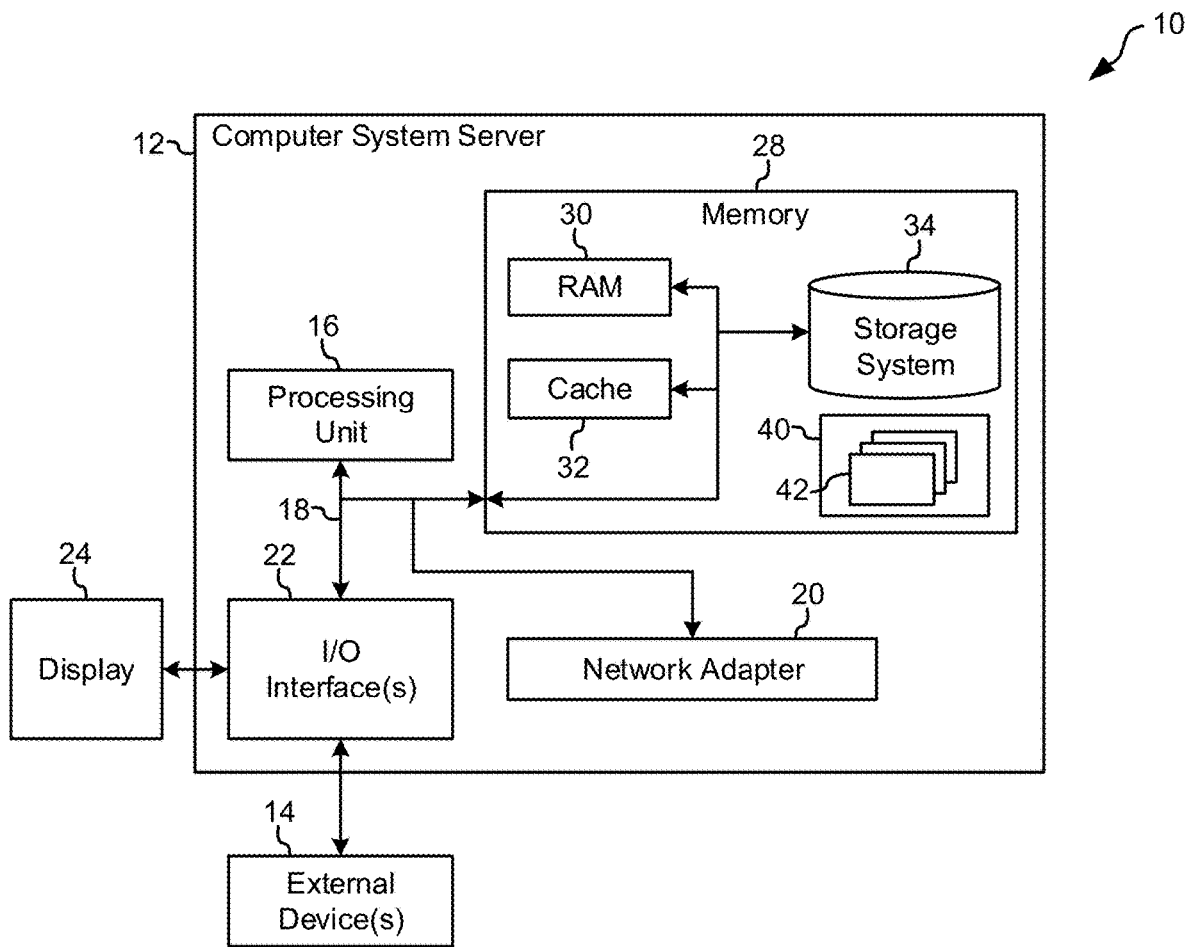 10
12
Computer System Server
28
Memory
30
RAM
34
Storage
System
16
Processing
Unit
Cache
32
40
42
18
24
Display
22
I/O
Interface(s)
20
Network Adapter
14
External
Device(s)